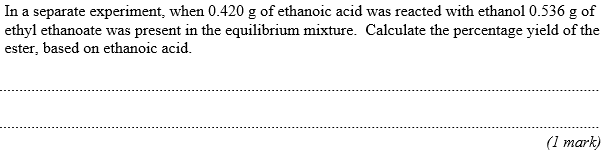 In a separate experiment, when 0.420 g of ethanoic acid was reacted with ethanol 0.536 g of
ethyl ethanoate was present in the equilibrium mixture.  Calculate the percentage yield of the
ester, based on ethanoic acid.
(1 mark)